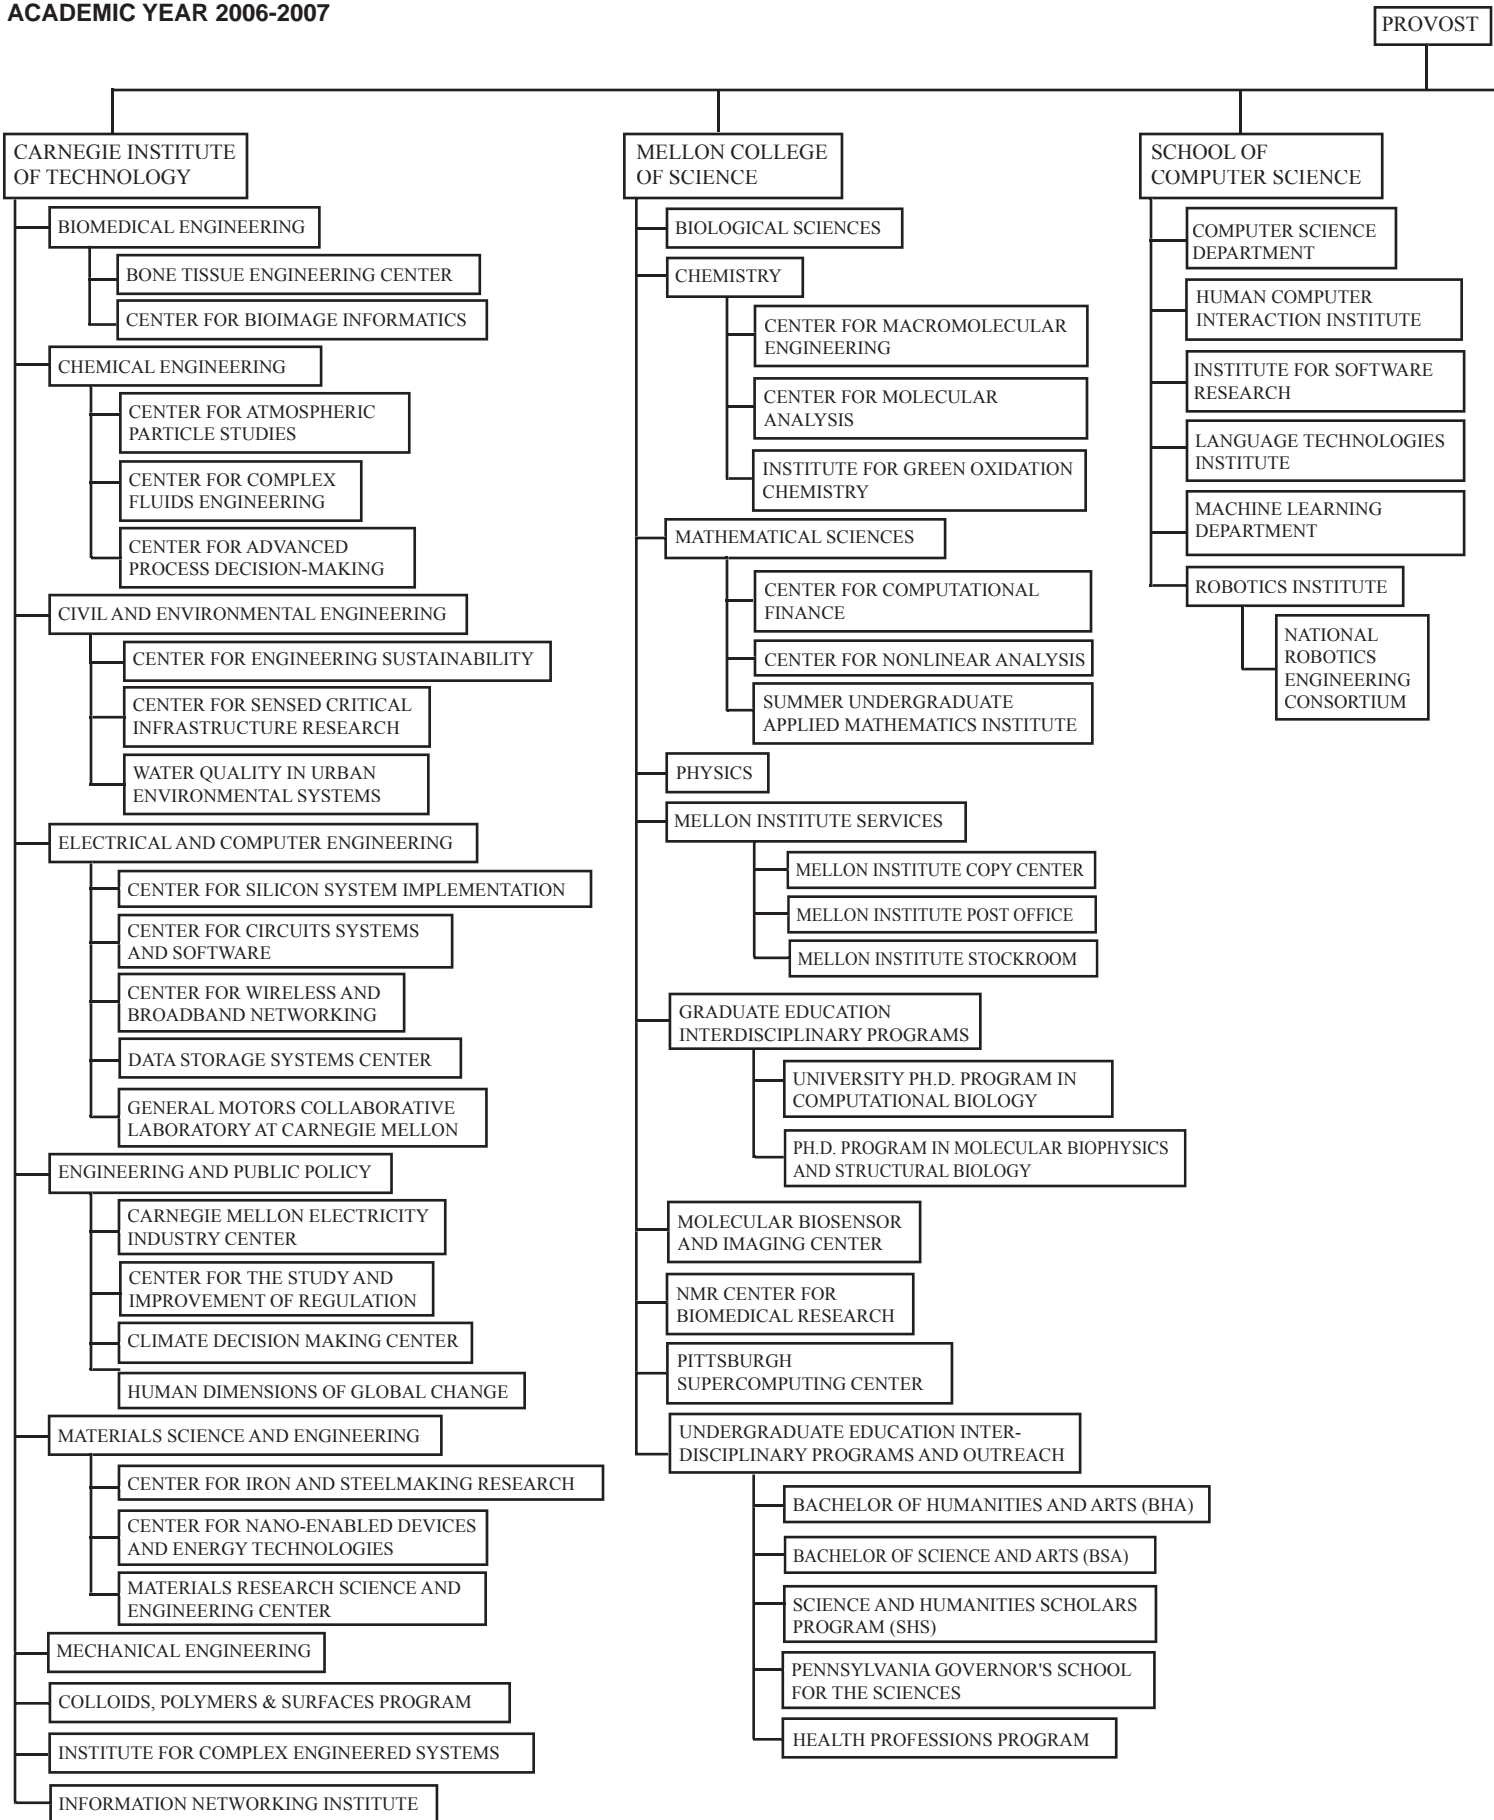 ACADEMIC YEAR 2006-2007
PROVOST
CARNEGIE INSTITUTE
OF TECHNOLOGY
BIOMEDICAL ENGINEERING
BONE TISSUE ENGINEERING CENTER
CENTER FOR BIOIMAGE INFORMATICS
CHEMICAL ENGINEERING
CENTER FOR ATMOSPHERIC
PARTICLE STUDIES
CENTER FOR COMPLEX
FLUIDS ENGINEERING
CENTER FOR ADVANCED
PROCESS DECISION-MAKING
CIVIL AND ENVIRONMENTAL ENGINEERING
CENTER FOR ENGINEERING SUSTAINABILITY
CENTER FOR SENSED CRITICAL
INFRASTRUCTURE RESEARCH
WATER QUALITY IN URBAN
ENVIRONMENTAL SYSTEMS
ELECTRICAL AND COMPUTER ENGINEERING
CENTER FOR SILICON SYSTEM IMPLEMENTATION
CENTER FOR CIRCUITS SYSTEMS
AND SOFTWARE
CENTER FOR WIRELESS AND
BROADBAND NETWORKING
DATA STORAGE SYSTEMS CENTER
GENERAL MOTORS COLLABORATIVE
LABORATORY AT CARNEGIE MELLON
ENGINEERING AND PUBLIC POLICY
CARNEGIE MELLON ELECTRICITY
INDUSTRY CENTER
CENTER FOR THE STUDY AND
IMPROVEMENT OF REGULATION
CLIMATE DECISION MAKING CENTER
HUMAN DIMENSIONS OF GLOBAL CHANGE
MATERIALS SCIENCE AND ENGINEERING
CENTER FOR IRON AND STEELMAKING RESEARCH
CENTER FOR NANO-ENABLED DEVICES
AND ENERGY TECHNOLOGIES
MATERIALS RESEARCH SCIENCE AND
ENGINEERING CENTER
MECHANICAL ENGINEERING
COLLOIDS, POLYMERS & SURFACES PROGRAM
INSTITUTE FOR COMPLEX ENGINEERED SYSTEMS
INFORMATION NETWORKING INSTITUTE
MELLON COLLEGE
OF SCIENCE
BIOLOGICAL SCIENCES
CHEMISTRY
CENTER FOR MACROMOLECULAR
ENGINEERING
CENTER FOR MOLECULAR
ANALYSIS
INSTITUTE FOR GREEN OXIDATION
CHEMISTRY
MATHEMATICAL SCIENCES
CENTER FOR COMPUTATIONAL
FINANCE
CENTER FOR NONLINEAR ANALYSIS
SUMMER UNDERGRADUATE
APPLIED MATHEMATICS INSTITUTE
PHYSICS
MELLON INSTITUTE SERVICES
MELLON INSTITUTE COPY CENTER
MELLON INSTITUTE POST OFFICE
MELLON INSTITUTE STOCKROOM
GRADUATE EDUCATION
INTERDISCIPLINARY PROGRAMS
UNIVERSITY PH.D. PROGRAM IN
COMPUTATIONAL BIOLOGY
PH.D. PROGRAM IN MOLECULAR BIOPHYSICS
AND STRUCTURAL BIOLOGY
MOLECULAR BIOSENSOR
AND IMAGING CENTER
NMR CENTER FOR
BIOMEDICAL RESEARCH
PITTSBURGH
SUPERCOMPUTING CENTER
UNDERGRADUATE EDUCATION INTER-
DISCIPLINARY PROGRAMS AND OUTREACH
BACHELOR OF HUMANITIES AND ARTS (BHA)
BACHELOR OF SCIENCE AND ARTS (BSA)
SCIENCE AND HUMANITIES SCHOLARS
PROGRAM (SHS)
PENNSYLVANIA GOVERNOR'S SCHOOL
FOR THE SCIENCES
HEALTH PROFESSIONS PROGRAM
SCHOOL OF
COMPUTER SCIENCE
COMPUTER SCIENCE
DEPARTMENT
HUMAN COMPUTER
INTERACTION INSTITUTE
INSTITUTE FOR SOFTWARE
RESEARCH
LANGUAGE TECHNOLOGIES
INSTITUTE
MACHINE LEARNING
DEPARTMENT
ROBOTICS INSTITUTE
NATIONAL
ROBOTICS
ENGINEERING
CONSORTIUM